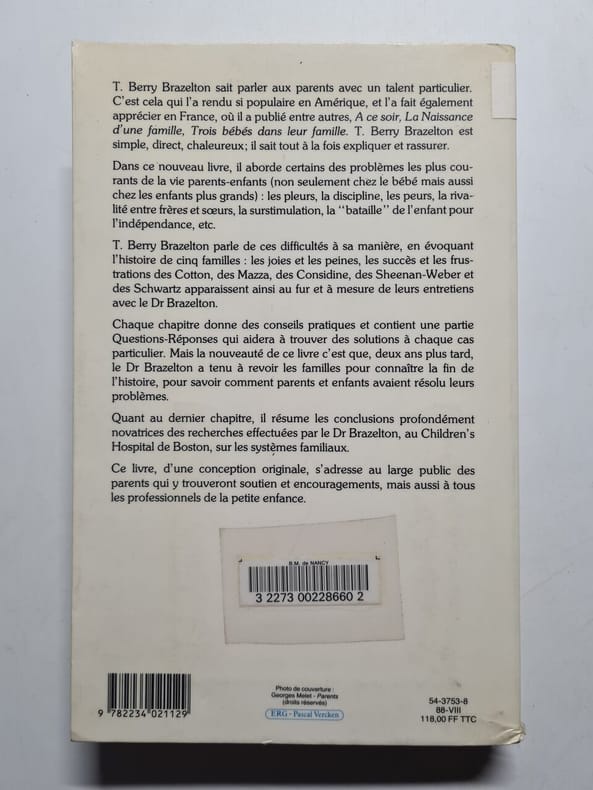 T. Berry Brazelton sait parler aux parents avec un talent particulier.
C'est cela qui l'a rendu si populaire en Amérique, et l'a fait également
apprécier en France, où il a publié entre autres, A ce soir, La Naissance
d'une famille, Trois bébés dans leur famille. T. Berry Brazelton est
simple, direct, chaleureux ; il sait tout à la fois expliquer et rassurer.
Dans ce nouveau livre, il aborde certains des problèmes les plus cou-
rants de la vie parents-enfants (non seulement chez le bébé mais aussi
chez les enfants plus grands) : les pleurs, la discipline, les peurs, la riva-
lité entre frères et sœurs, la surstimulation, la "bataille" de l'enfant pour
l'indépendance, etc.
T. Berry Brazelton parle de ces difficultés à sa manière, en évoquant
l'histoire de cinq familles : les joies et les peines, les succès et les frus-
trations des Cotton, des Mazza, des Considine, des Sheenan-Weber et
des Schwartz apparaissent ainsi au fur et à mesure de leurs entretiens
avec le Dr Brazelton.
Chaque chapitre donne des conseils pratiques et contient une partie
Questions-Réponses qui aidera à trouver des solutions à chaque cas
particulier. Mais la nouveauté de ce livre c'est que, deux ans plus tard,
le Dr Brazelton a tenu à revoir les familles pour connaître la fin de
l'histoire, pour savoir comment parents et enfants avaient résolu leurs
problèmes.
Quant au dernier chapitre, il résume les conclusions profondément
novatrices des recherches effectuées par le Dr Brazelton, au Children's
Hospital de Boston, sur les systèmes familiaux.
Ce livre, d'une conception originale, s'adresse au large public des
parents qui y trouveront soutien et encouragements, mais aussi à tous
les professionnels de la petite enfance.
B.M. de NANCY
3 2273 00228660 2
9 782234 021129
Photo de couverture :
Georges Melet - Parents
(droits réservés)
ERG - Pascal Vercken
54-3753-8
88-VIII
118,00 FF TTC